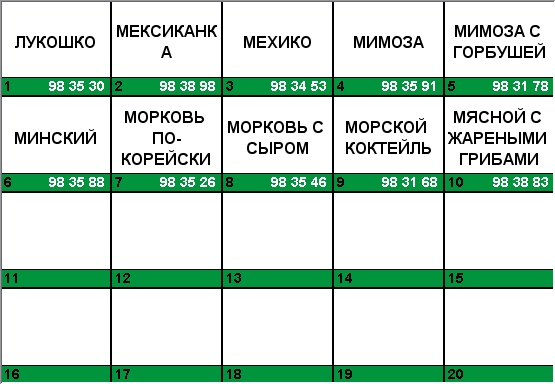 ЛУКОШКО
МЕКСИКАНК
А
МЕХИКО
МИМОЗА
МИМОЗА С
ГОРБУШЕЙ
1 98 35 30
2 98 38 98
3 98 34 53
4 98 35 91
5 98 31 78
МИНСКИЙ
МОРКОВЬ
ПО-
КОРЕЙСКИ
МОРКОВЬ С
СЫРОМ
МОРСКОЙ
КОКТЕЙЛЬ
МЯСНОЙ С
ЖАРЕНЫМИ
ГРИБАМИ
6 98 35 88
7 98 35 26
8 98 35 46
9 98 31 68
10 98 38 83
11
12
13
14
15
16
17
18
19
20